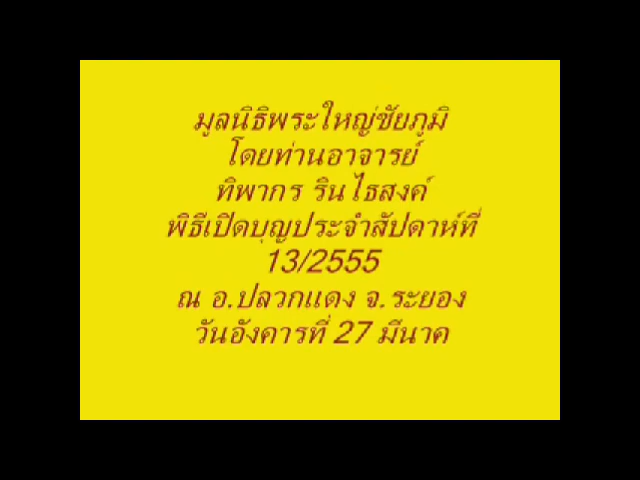 มูลนิธิพระใหญ่ชัยภูมิ
โดยท่านอาจารย์
ทิพากร รินไธสงค์
พิธีเปิดบุญประจำสัปดาห์ที่
13/2555
ณ อ.ปลวกแดง จ.ระยอง
วันอังคารที่ 27 มีนาค